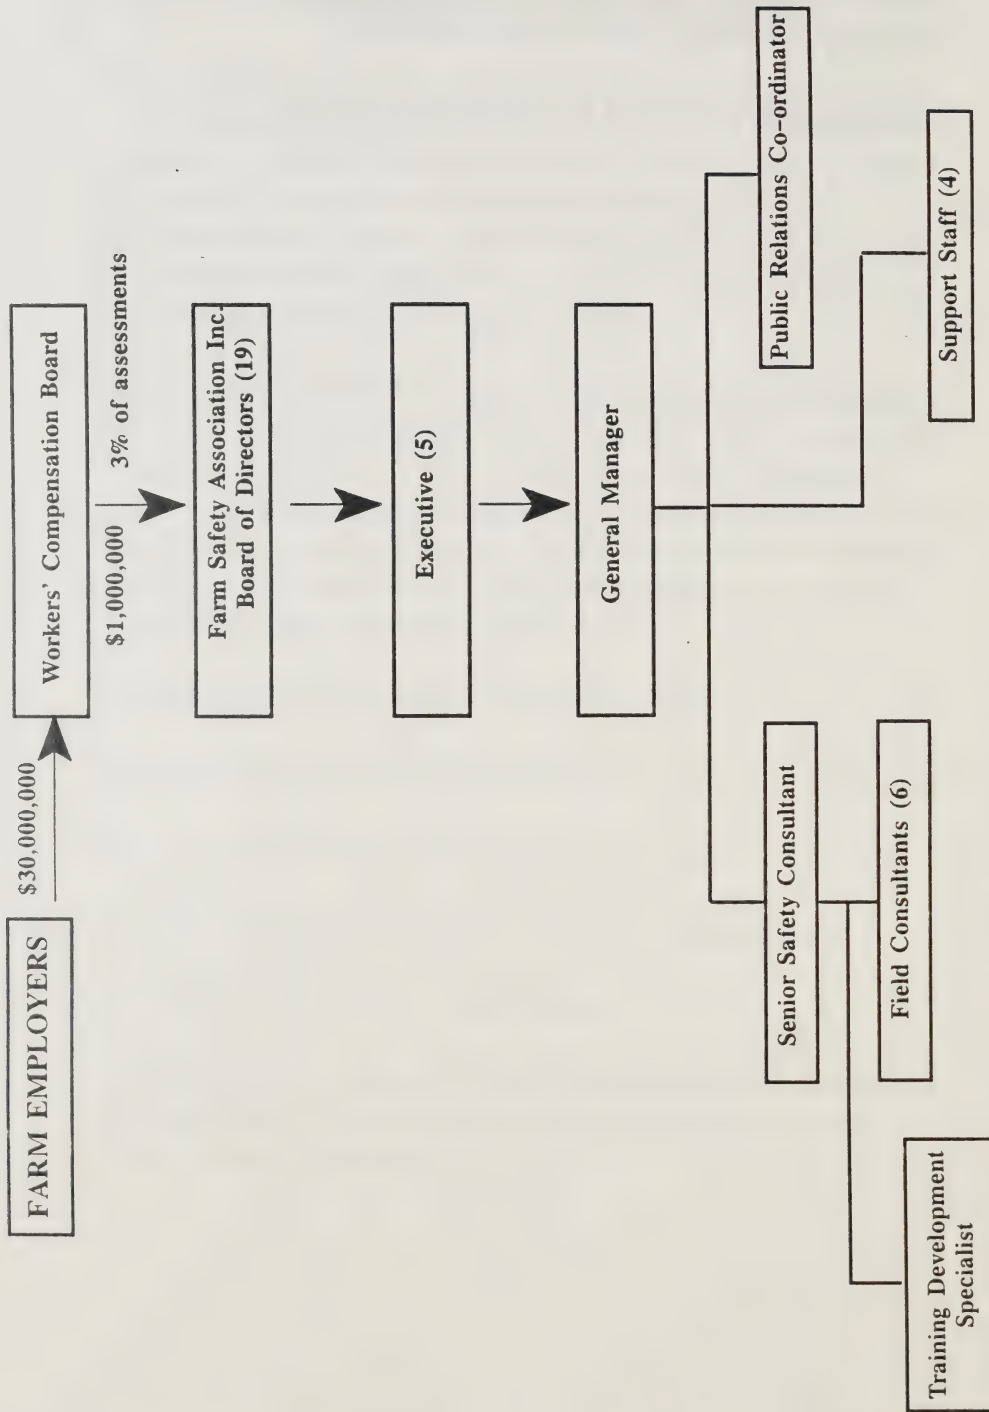 FARM EMPLOYERS
$30,000,000
Workers' Compensation Board
$1,000,000
3% of assessments
Farm Safety Association Inc.
Board of Directors (19)
Executive (5)
General Manager
Senior Safety Consultant
Public Relations Co-ordinator
Field Consultants (6)
Training Development
Specialist
Support Staff (4)